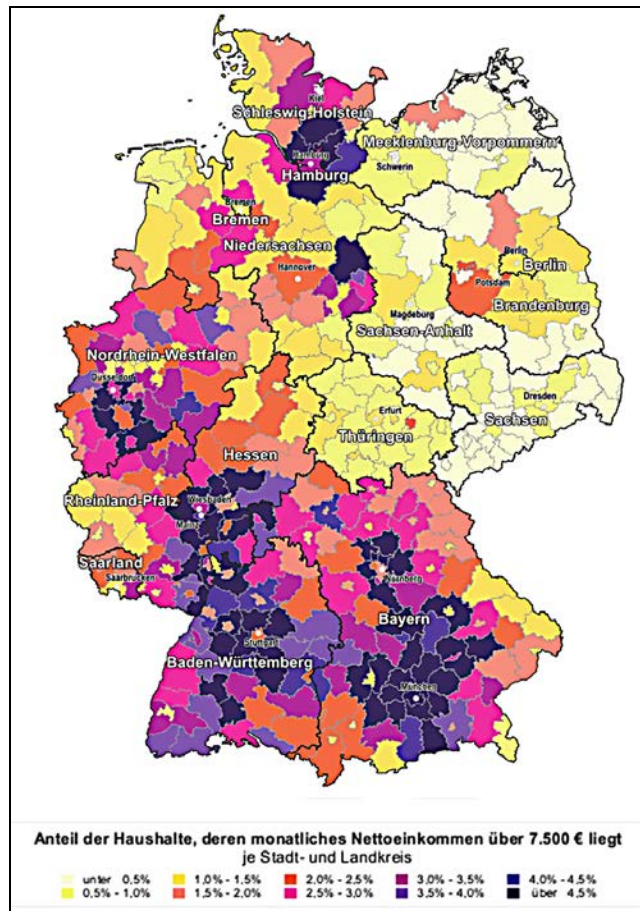 Kiel
Schleswig-Holstein
Mecklenburg-Vorpommern
Hamburg
Schwerin
Hamburg
Bremen
Bremen
Niedersachsen
Berlin
Berlin
Hannover
Potsdam
Brandenburg
Magdeburg
Sachsen-Anhalt
Nordrhein-Westfalen
Düsseldorf
Dresden
Erfurt
Sachsen
Thüringen
Hessen
Rheinland-Pfalz
Wiesbaden
Mainz
Saarland
Saarbrücken
Nürnberg
Bayern
Stuttgart
Baden-Württemberg
München
Anteil der Haushalte, deren monatliches Nettoeinkommen über 7.500 € liegt
je Stadt- und Landkreis
unter 0,5% 1,0% - 1,5% 2,0% - 2,5% 3,0% - 3,5% 4,0% - 4,5%
0,5% - 1,0% 1,5% - 2,0% 2,5% - 3,0% 3,5% - 4,0% über 4,5%